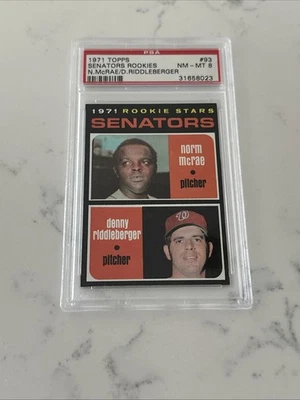 PSA
1971 TOPPS #93
SENATORS ROOKIES NM - MT 8
N.McRAE/D.RIDDLEBERGER 31658023
1971 ROOKIE STARS
SENATORS
norm
mcrae
pitcher
denny
riddleberger
pitcher
W